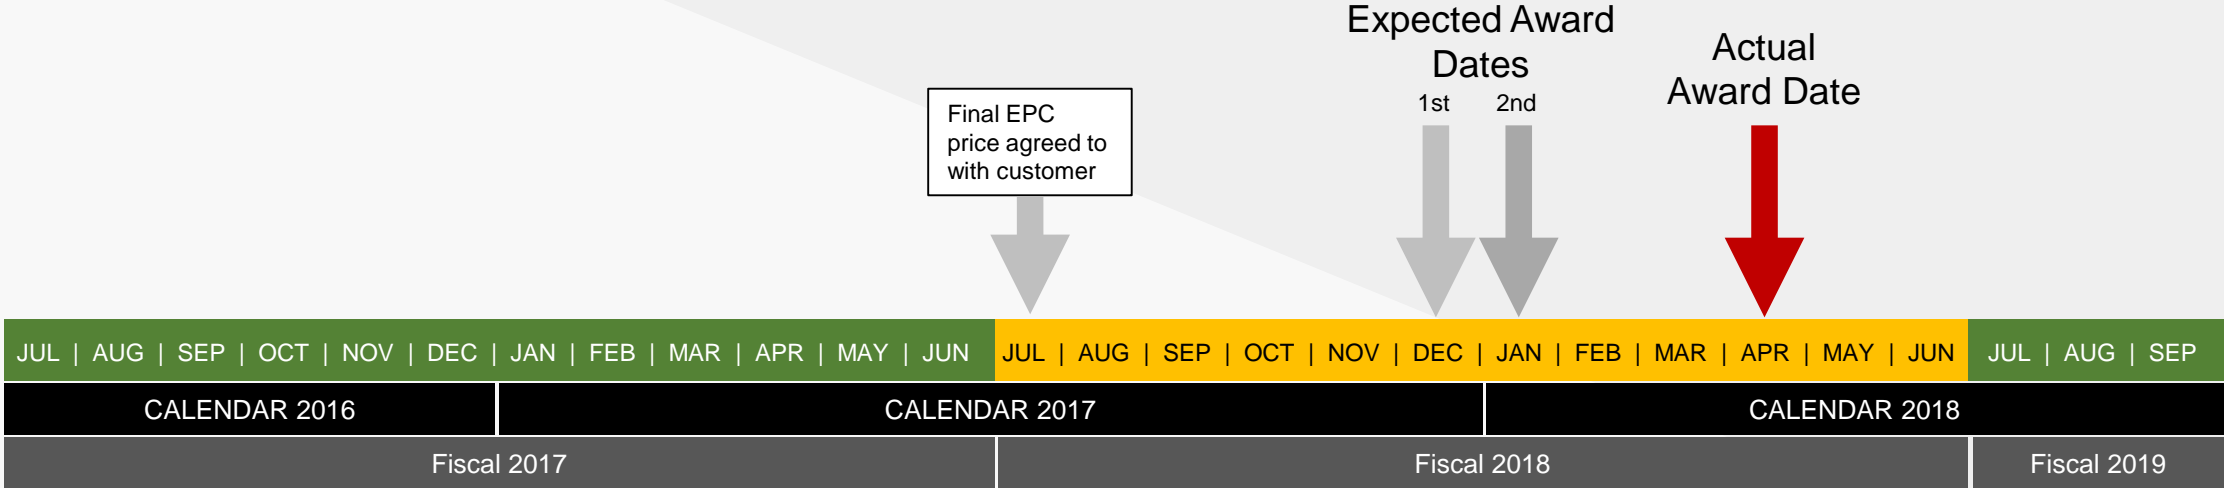 Expected Award
Dates
1st 2nd
Actual
Award Date
Final EPC
price agreed to
with customer
JUL | AUG | SEP | OCT | NOV | DEC | JAN | FEB | MAR | APR | MAY | JUN JUL | AUG | SEP | OCT | NOV | DEC | JAN | FEB | MAR | APR | MAY | JUN JUL | AUG | SEP
CALENDAR 2016 CALENDAR 2017 CALENDAR 2018
Fiscal 2017 Fiscal 2018 Fiscal 2019